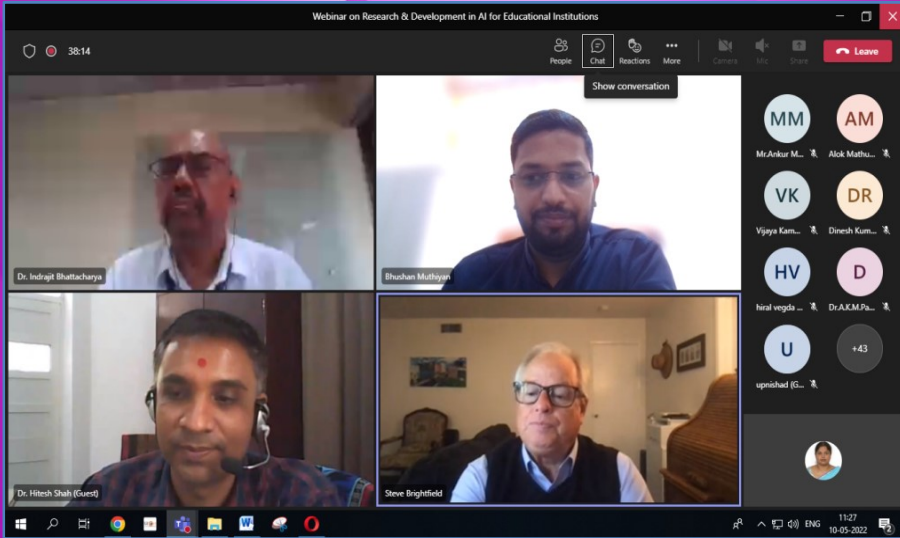 Webinar on Research & Development in AI for Educational Institutions
38:14
People
Chat
Reactions
More
Camera
Mic
Share
Leave
Show conversation
MM
AM
Mr.Ankur M...
Alok Mathu...
VK
DR
Vijaya Kam...
Dinesh Kum...
HV
D
hiral vegda ...
Dr.A.K.M.Pa...
U
+43
upnishad (G...
Dr. Indrajit Bhattacharya
Bhushan Muthiyan
Dr. Hitesh Shah (Guest)
Steve Brightfield
ENG
11:27
10-05-2022
2